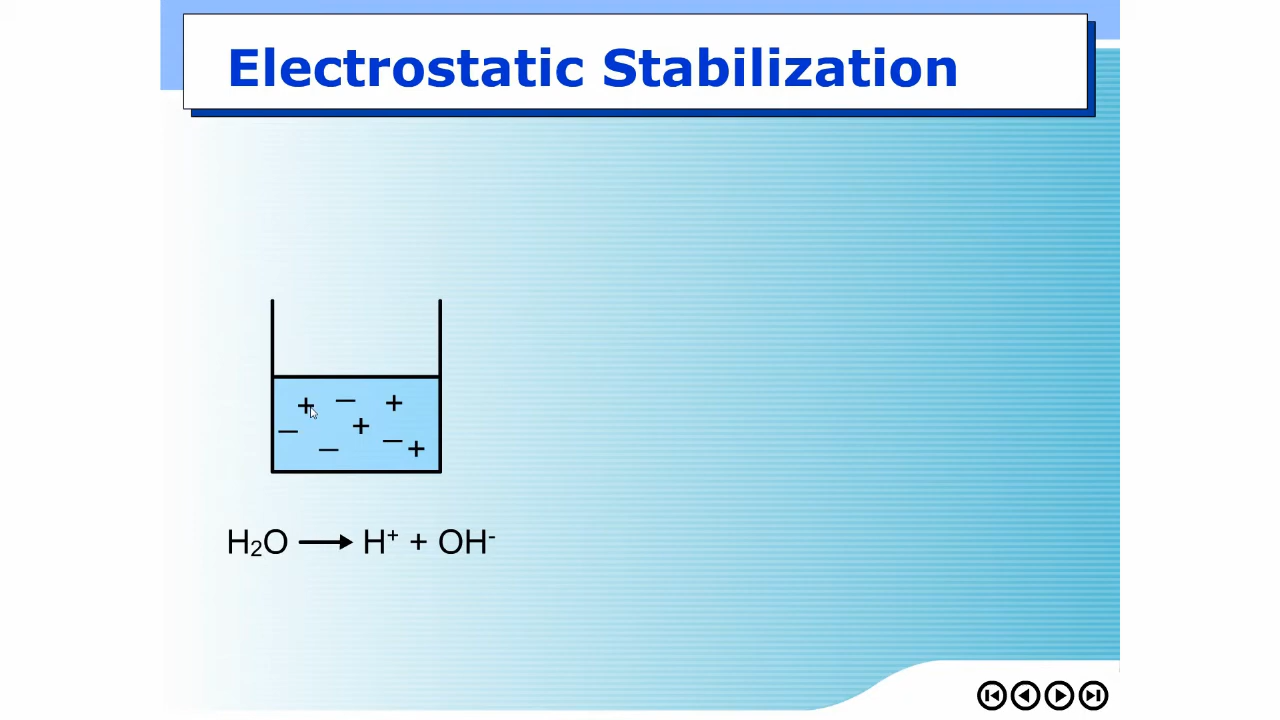 Electrostatic Stabilization
+ − +
− + − − +
H₂O ⟶ H⁺ + OH⁻